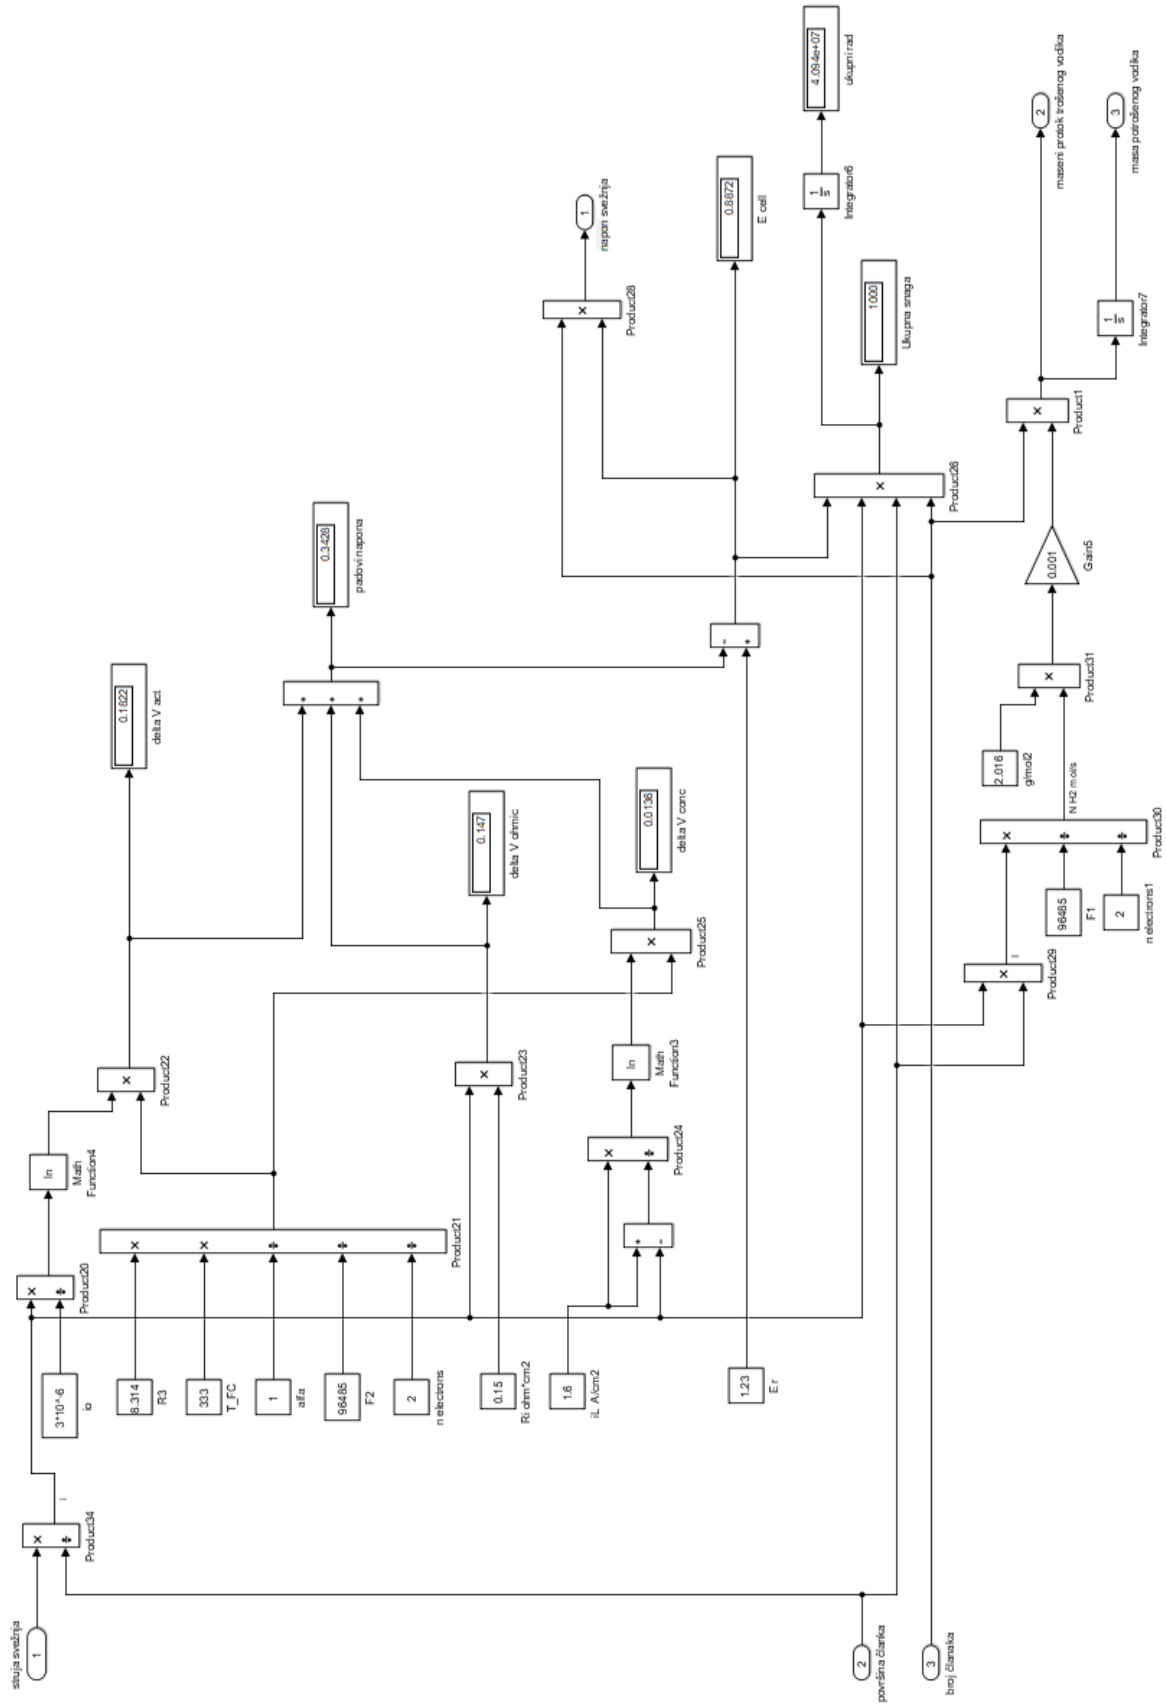 struja svežnja
1
×
÷
Product34
i
3*10^-6
io
×
÷
Product20
ln
Math
Function4
×
Product22
0.1822
delta V act
8.314
R3
333
T_FC
1
alfa
96485
F2
2
n electrons
×
×
÷
÷
÷
Product21
0.15
Ri ohm*cm2
×
Product23
0.147
delta V ohmic
1.6
iL A/cm2
+
-
×
÷
Product24
ln
Math
Function3
×
Product25
0.0136
delta V conc
+
+
+
0.3428
padovi napona
1.23
E r
-
+
×
Product28
1
napon svežnja
0.8872
E cell
2
površina članka
3
broj članaka
×
Product26
1
s
Integrator6
4.094e+07
ukupni rad
1000
Ukupna snaga
×
Product29
I
96485
F1
2
n electrons1
×
÷
÷
Product30
N H2 mol/s
2.016
g/mol2
×
Product31
0.001
Gain5
×
Product1
1
s
Integrator7
2
maseni protok trošenog vodika
3
masa potrošenog vodika